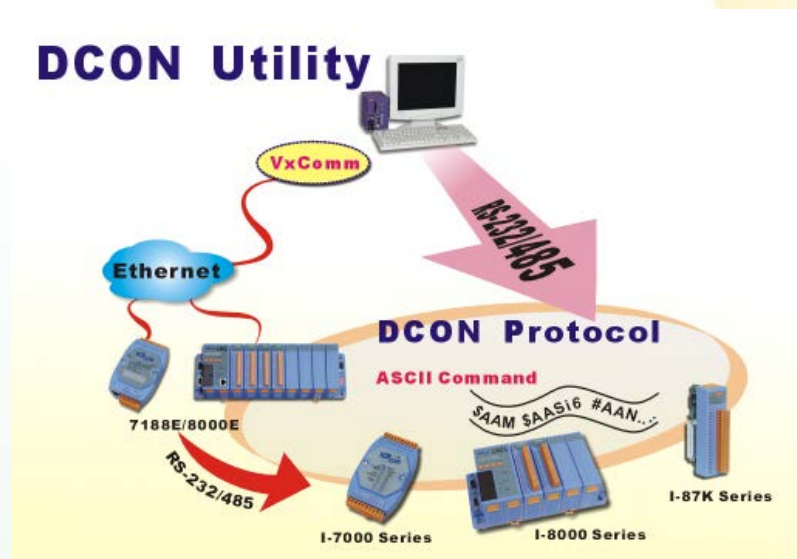 DCON Utility
VxComm
RS-232/485
Ethernet
DCON Protocol
ASCII Command
$AAM $AASi6 #AAN..:
7188E/8000E
RS-232/485
I-87K Series
I-7000 Series
I-8000 Series